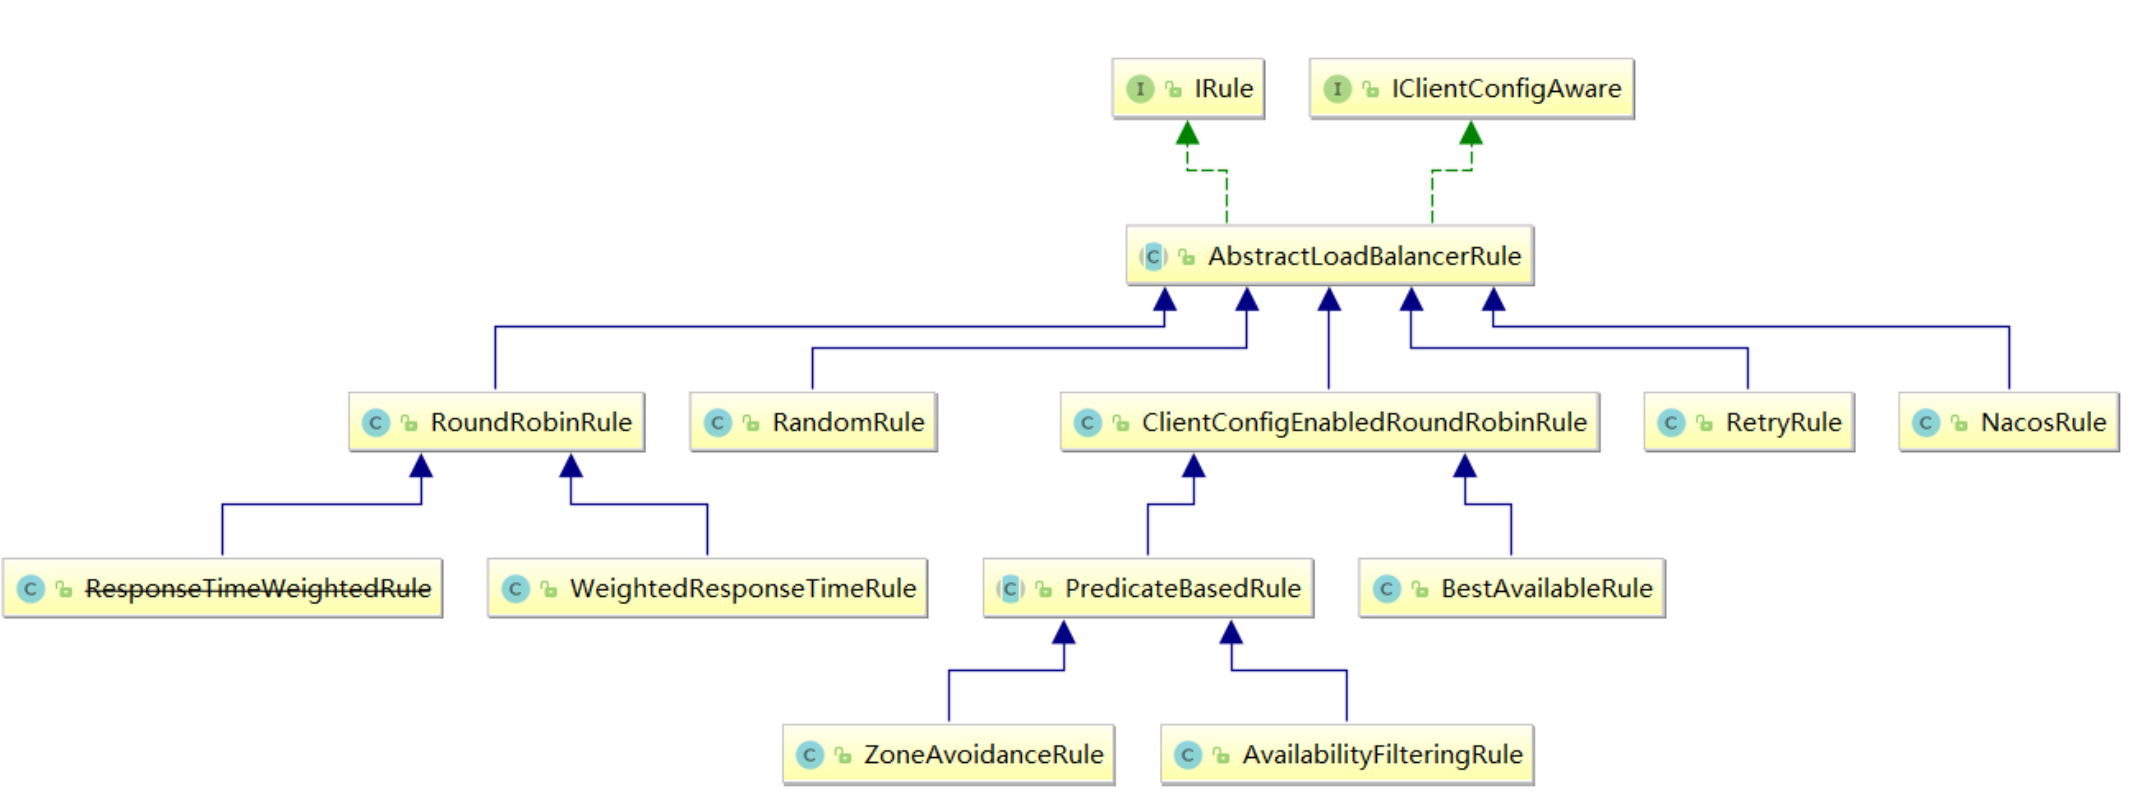 I IRule
I IClientConfigAware
C AbstractLoadBalancerRule
C RoundRobinRule
C RandomRule
C ClientConfigEnabledRoundRobinRule
C RetryRule
C NacosRule
C ResponseTimeWeightedRule
C WeightedResponseTimeRule
C PredicateBasedRule
C BestAvailableRule
C ZoneAvoidanceRule
C AvailabilityFilteringRule